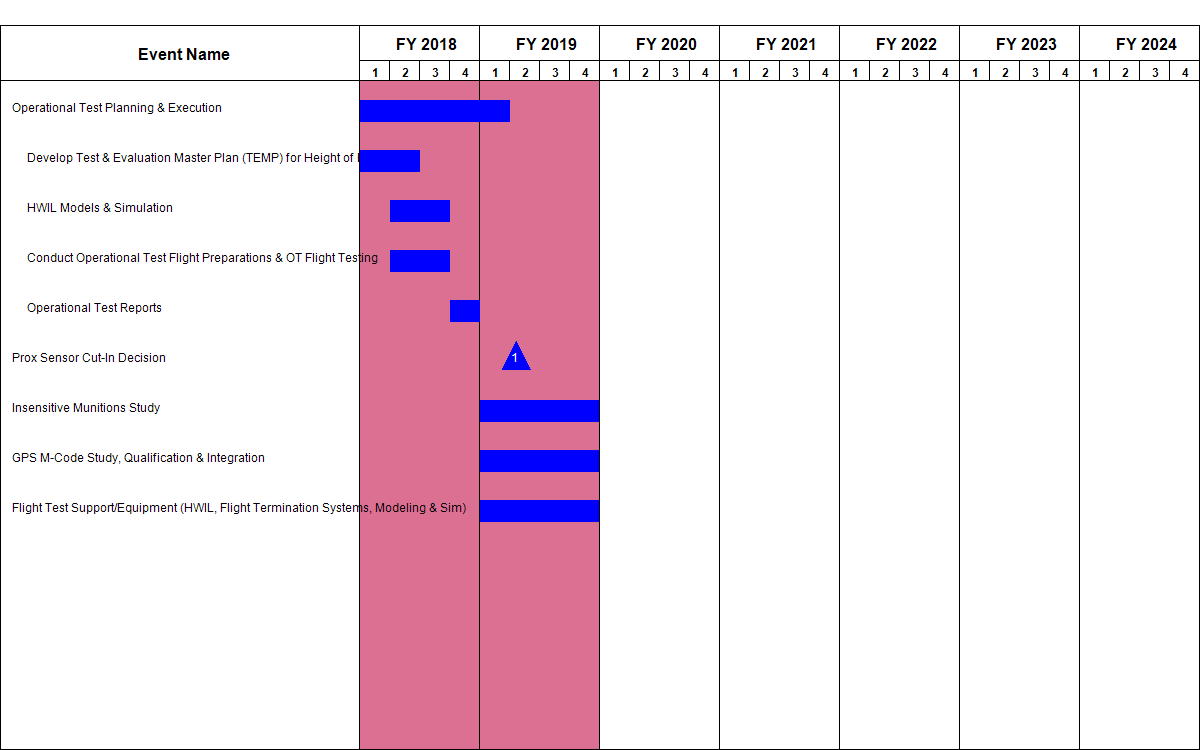 Event Name
FY 2018 FY 2019 FY 2020 FY 2021 FY 2022 FY 2023 FY 2024
1 2 3 4 1 2 3 4 1 2 3 4 1 2 3 4 1 2 3 4 1 2 3 4 1 2 3 4
Operational Test Planning & Execution
Develop Test & Evaluation Master Plan (TEMP) for Height of
HWIL Models & Simulation
Conduct Operational Test Flight Preparations & OT Flight Testing
Operational Test Reports
Prox Sensor Cut-In Decision
1
Insensitive Munitions Study
GPS M-Code Study, Qualification & Integration
Flight Test Support/Equipment (HWIL, Flight Termination Systems, Modeling & Sim)